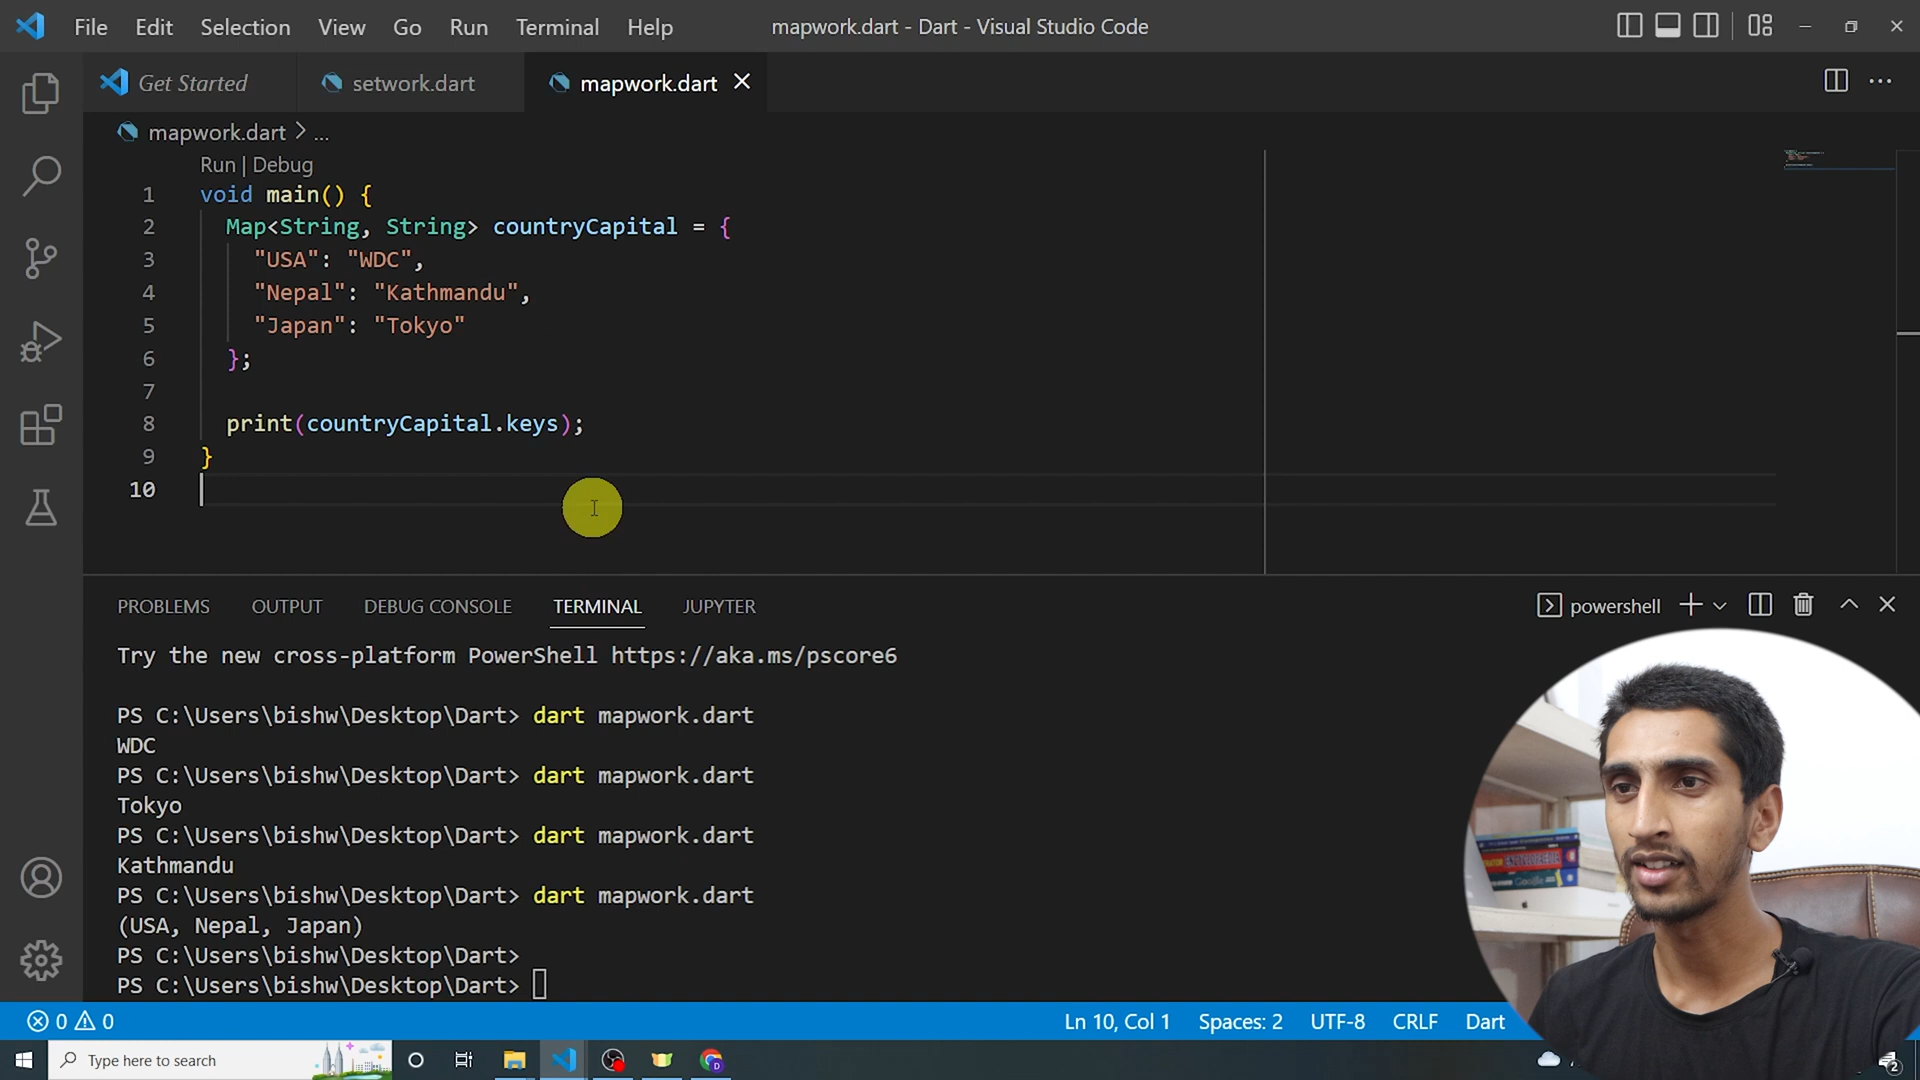 File Edit Selection View Go Run Terminal Help mapwork.dart - Dart - Visual Studio Code
Get Started setwork.dart mapwork.dart
mapwork.dart > ...
Run | Debug
1 void main() {
2 Map<String, String> countryCapital = {
3 "USA": "WDC",
4 "Nepal": "Kathmandu",
5 "Japan": "Tokyo"
6 };
7
8 print(countryCapital.keys);
9 }
10
PROBLEMS OUTPUT DEBUG CONSOLE TERMINAL JUPYTER powershell
Try the new cross-platform PowerShell https://aka.ms/pscore6
PS C:\Users\bishw\Desktop\Dart> dart mapwork.dart
WDC
PS C:\Users\bishw\Desktop\Dart> dart mapwork.dart
Tokyo
PS C:\Users\bishw\Desktop\Dart> dart mapwork.dart
Kathmandu
PS C:\Users\bishw\Desktop\Dart> dart mapwork.dart
(USA, Nepal, Japan)
PS C:\Users\bishw\Desktop\Dart>
PS C:\Users\bishw\Desktop\Dart>
0 0 Ln 10, Col 1 Spaces: 2 UTF-8 CRLF Dart
Type here to search
2